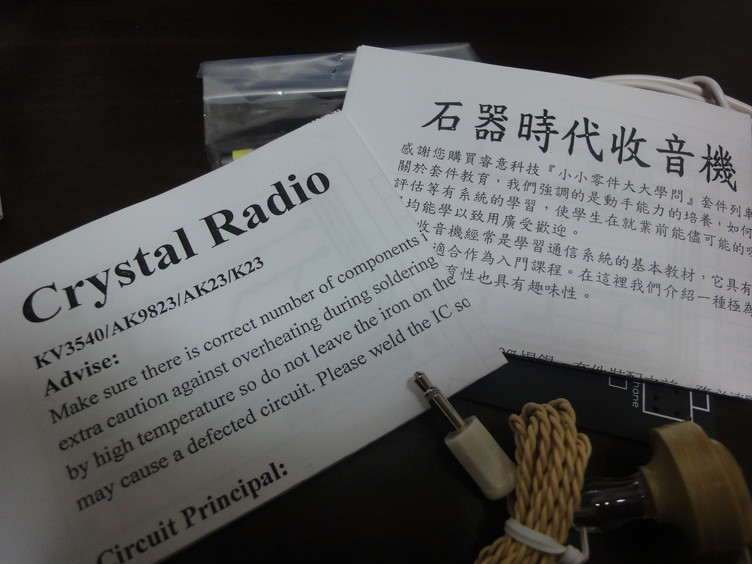 Crystal Radio
KV3540/AK9823/AK23/K23
Advise:
Make sure there is correct number of components i
extra caution against overheating during soldering
by high temperature so do not leave the iron on the
may cause a defected circuit. Please weld the IC so
Circuit Principal:
石器時代收音機
感謝您購買睿意科技『小小零件大大學問』套件列車
關於套件教育，我們強調的是動手能力的培養，如何
評估等有系統的學習，使學生在就業前能儘可能的吸
均能學以致用廣受歡迎。
收音機經常是學習通信系統的基本教材，它具有
適合作為入門課程。在這裡我們介紹一種極為
育性也具有趣味性。
hone